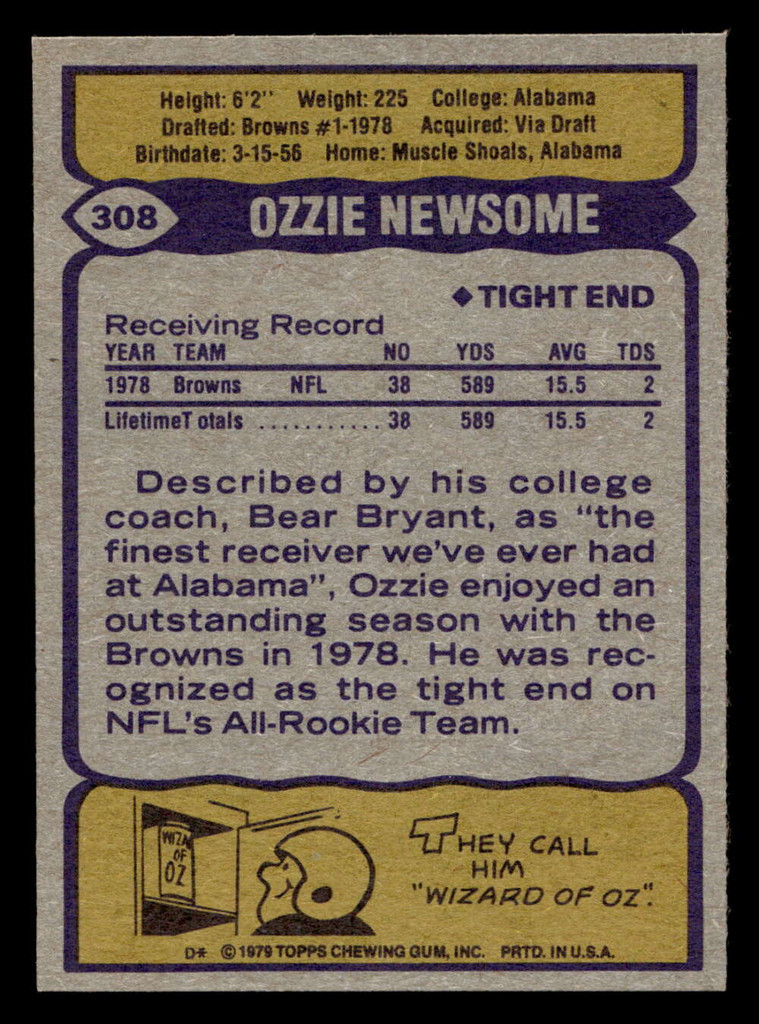 Height: 6'2" Weight: 225 College: Alabama
Drafted: Browns #1-1978 Acquired: Via Draft
Birthdate: 3-15-56 Home: Muscle Shoals, Alabama
308 OZZIE NEWSOME
◆TIGHT END
Receiving Record
YEAR TEAM NO YDS AVG TDS
1978 Browns NFL 38 589 15.5 2
LifetimeT otals ........... 38 589 15.5 2
Described by his college
coach, Bear Bryant, as "the
finest receiver we've ever had
at Alabama", Ozzie enjoyed an
outstanding season with the
Browns in 1978. He was rec-
ognized as the tight end on
NFL's All-Rookie Team.
WIZA
OF
OZ
THEY CALL
HIM
"WIZARD OF OZ".
D* © 1979 TOPPS CHEWING GUM, INC. PRTD. IN U.S.A.